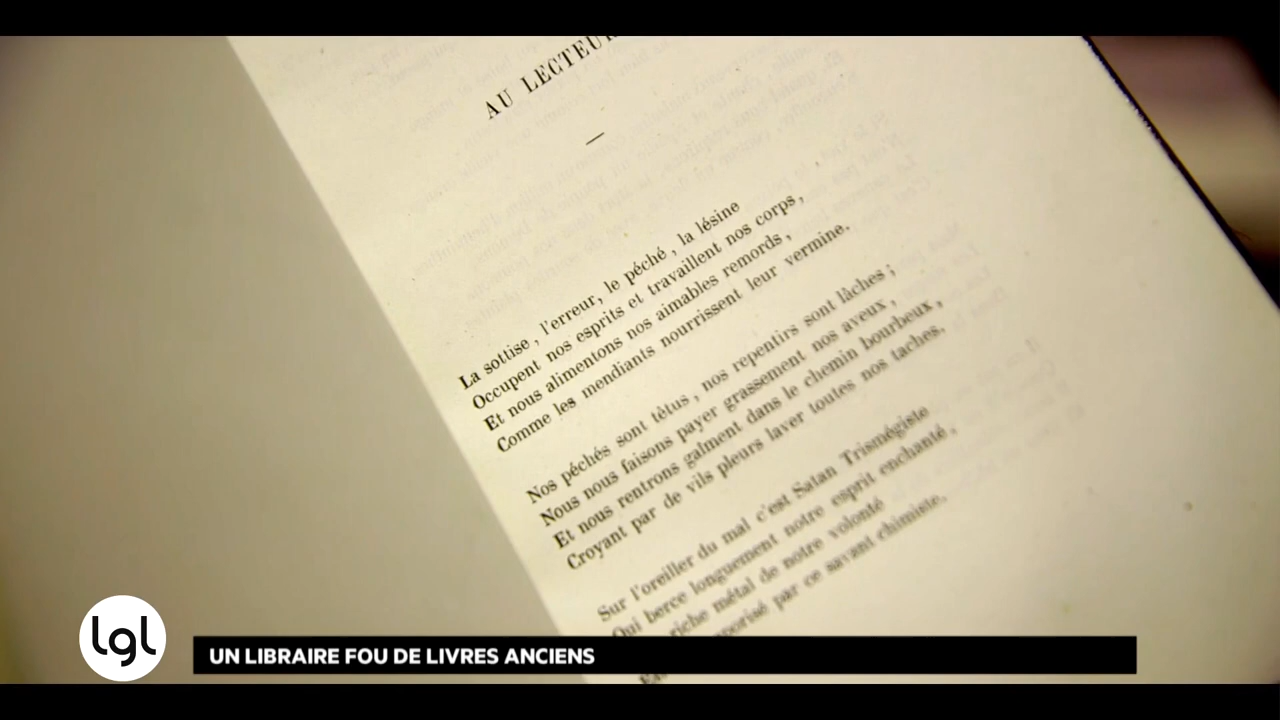 AU LECTEUR
La sottise, l'erreur, le péché, la lésine
Occupent nos esprits et travaillent nos corps,
Et nous alimentons nos aimables remords,
Comme les mendiants nourrissent leur vermine.
Nos péchés sont têtus, nos repentirs sont lâches ;
Nous nous faisons payer grassement nos aveux,
Et nous rentrons gaîment dans le chemin bourbeux,
Croyant par de vils pleurs laver toutes nos taches.
Sur l'oreiller du mal c'est Satan Trismégiste
Qui berce longuement notre esprit enchanté,
riche métal de notre volonté
par ce savant chimiste.
lgl
UN LIBRAIRE FOU DE LIVRES ANCIENS